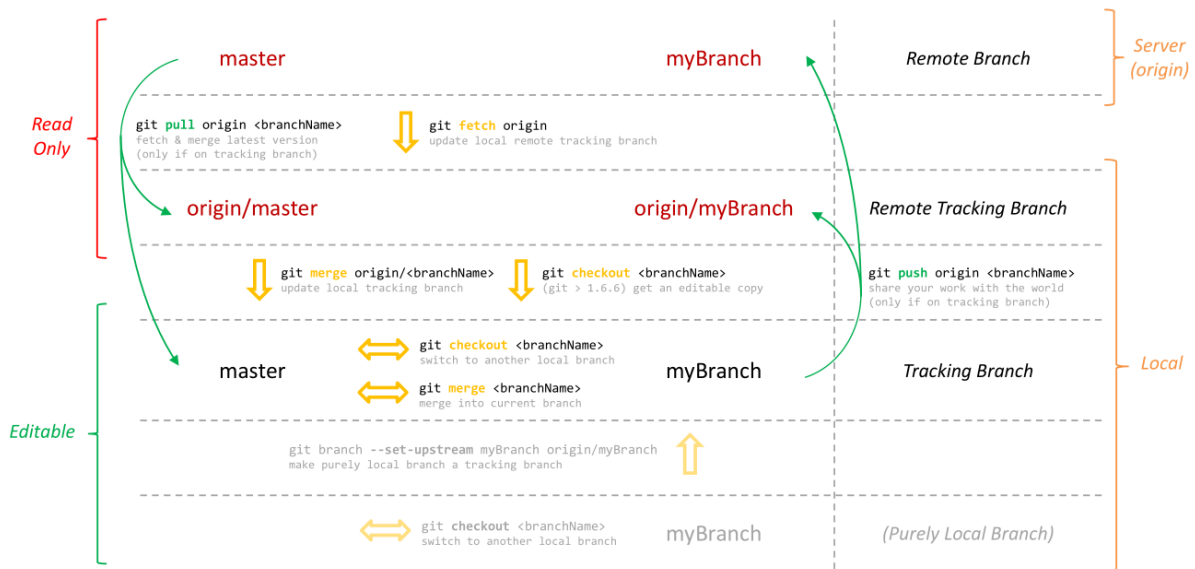 master
myBranch
Remote Branch
Server
(origin)
Read
Only
git pull origin <branchName>
fetch & merge latest version
(only if on tracking branch)
git fetch origin
update local remote tracking branch
origin/master
origin/myBranch
Remote Tracking Branch
git merge origin/<branchName>
update local tracking branch
git checkout <branchName>
(git > 1.6.6) get an editable copy
git push origin <branchName>
share your work with the world
(only if on tracking branch)
master
git checkout <branchName>
switch to another local branch
git merge <branchName>
merge into current branch
myBranch
Tracking Branch
Local
Editable
git branch --set-upstream myBranch origin/myBranch
make purely local branch a tracking branch
git checkout <branchName>
switch to another local branch
myBranch
(Purely Local Branch)